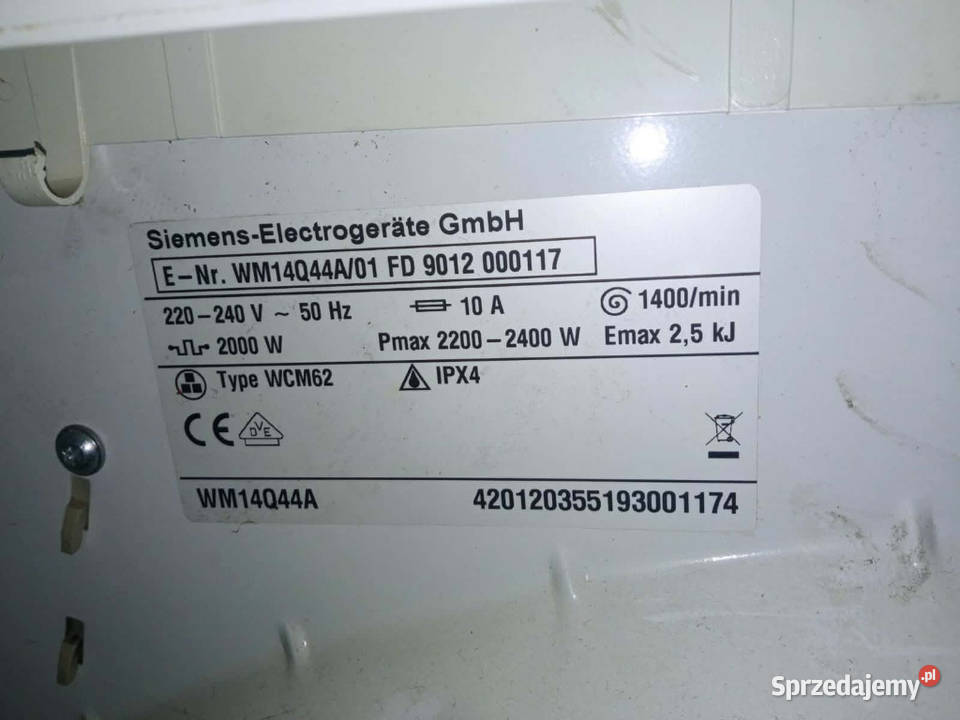 Siemens-Electrogeräte GmbH
E-Nr. WM14Q44A/01 FD 9012 000117
220-240 V ~ 50 Hz 10 A 1400/min
2000 W Pmax 2200-2400 W Emax 2,5 kJ
Type WCM62 IPX4
CE DVE
WM14Q44A 420120355193001174
Sprzedajemy.pl